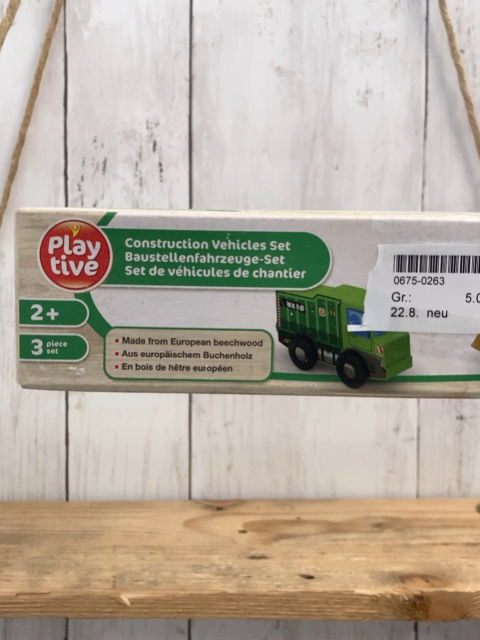 Play
tive
Construction Vehicles Set
Baustellenfahrzeuge-Set
Set de véhicules de chantier
2+
3 piece
set
• Made from European beechwood
• Aus europäischem Buchenholz
• En bois de hêtre européen
0675-0263
Gr.: 5.0
22.8. neu